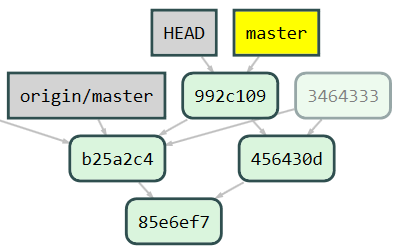 HEAD
master
origin/master
992c109
3464333
b25a2c4
456430d
85e6ef7